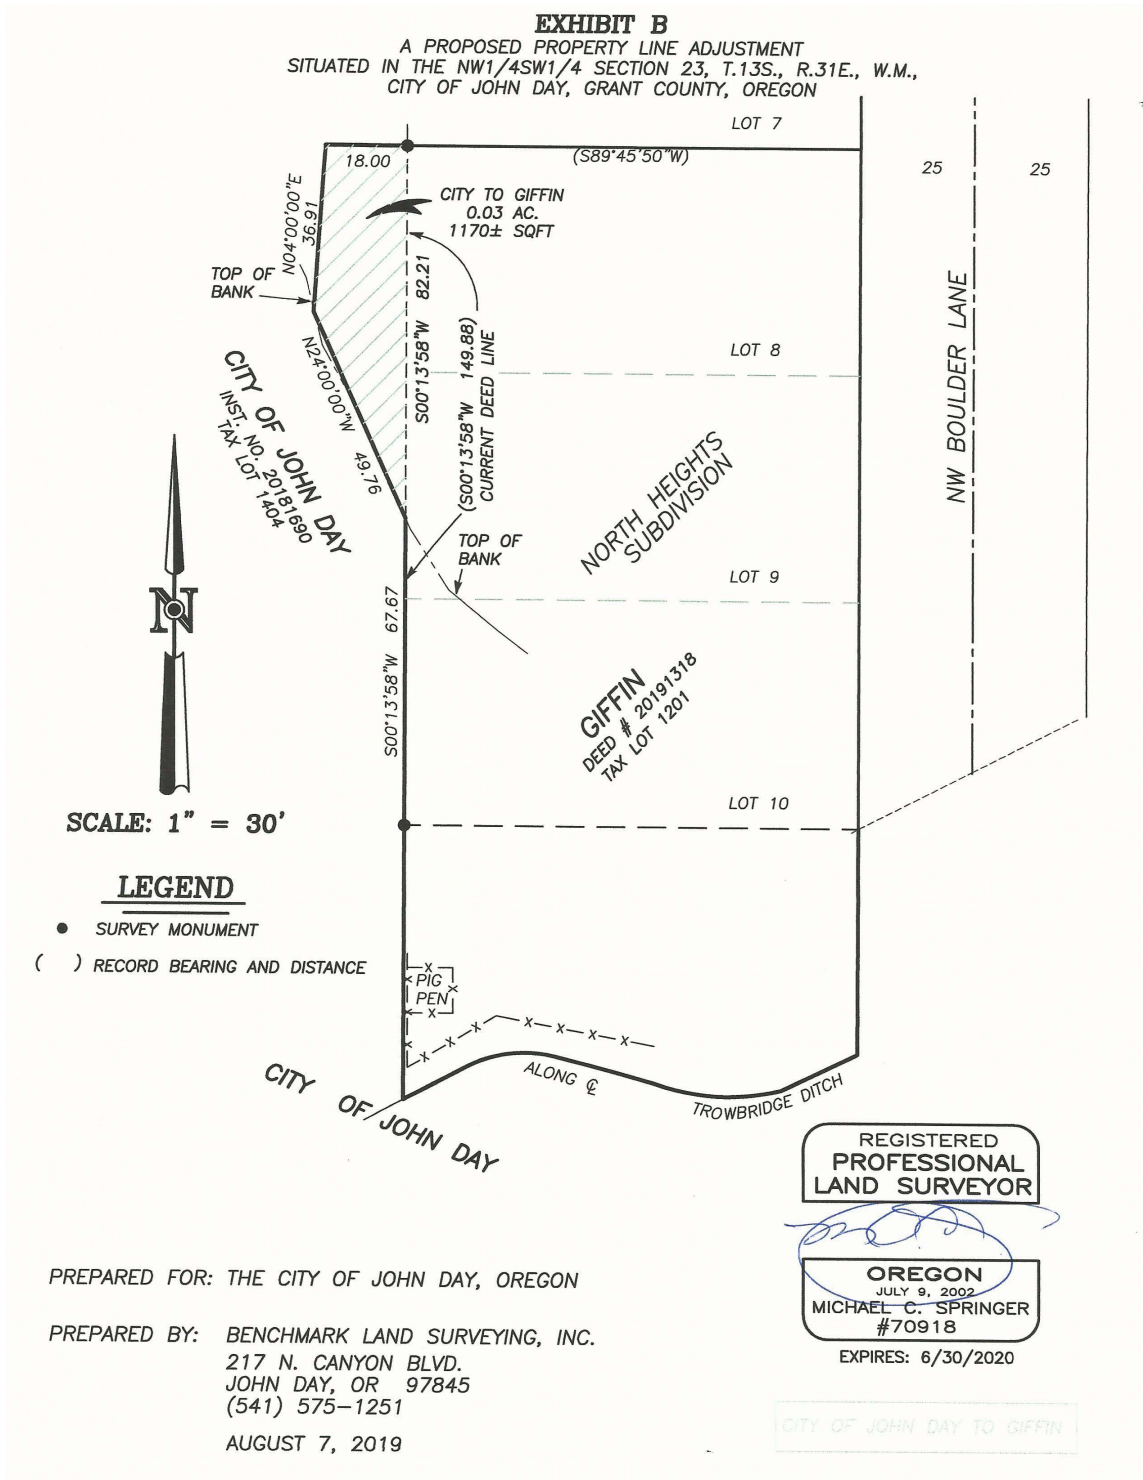 EXHIBIT B
A PROPOSED PROPERTY LINE ADJUSTMENT
SITUATED IN THE NW1/4SW1/4 SECTION 23, T.13S., R.31E., W.M.,
CITY OF JOHN DAY, GRANT COUNTY, OREGON
LOT 7
18.00
(S89°45'50"W)
25
25
CITY TO GIFFIN
0.03 AC.
1170± SQFT
N04°00'00"E
36.91
TOP OF
BANK
S00°13'58"W 82.21
(S00°13'58"W 149.88)
CURRENT DEED LINE
LOT 8
NW BOULDER LANE
N24°00'00"W 49.76
CITY OF JOHN DAY
INST. NO. 20181690
TAX LOT 1404
NORTH HEIGHTS
SUBDIVISION
TOP OF
BANK
LOT 9
N
S00°13'58"W 67.67
GIFFIN
DEED # 20191318
TAX LOT 1201
LOT 10
SCALE: 1" = 30'
LEGEND
● SURVEY MONUMENT
( ) RECORD BEARING AND DISTANCE
PIG
PEN
ALONG ℄
TROWBRIDGE DITCH
CITY OF JOHN DAY
REGISTERED
PROFESSIONAL
LAND SURVEYOR
OREGON
JULY 9, 2002
MICHAEL C. SPRINGER
#70918
EXPIRES: 6/30/2020
PREPARED FOR: THE CITY OF JOHN DAY, OREGON
PREPARED BY: BENCHMARK LAND SURVEYING, INC.
217 N. CANYON BLVD.
JOHN DAY, OR 97845
(541) 575-1251
AUGUST 7, 2019
CITY OF JOHN DAY TO GIFFIN